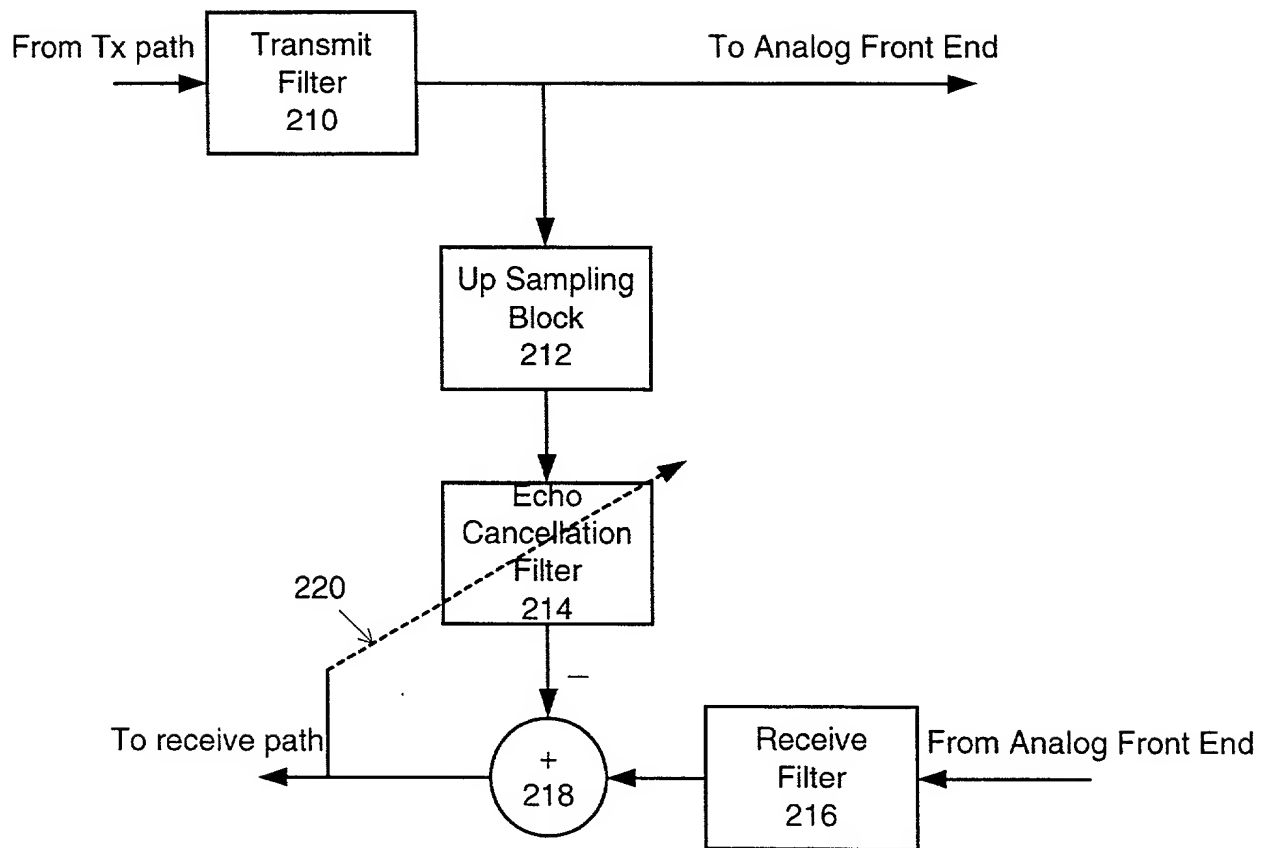 From Tx path
Transmit
Filter
210
To Analog Front End
Up Sampling
Block
212
Echo
Cancellation
Filter
214
220
−
To receive path
+
218
Receive
Filter
216
From Analog Front End